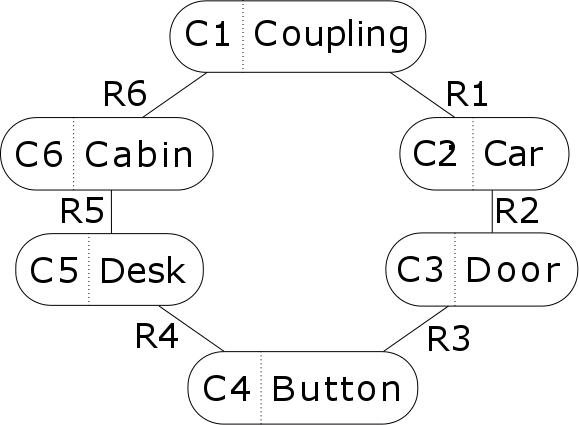 C1 Coupling
R6 R1
C6 Cabin C2 Car
R5 R2
C5 Desk C3 Door
R4 R3
C4 Button